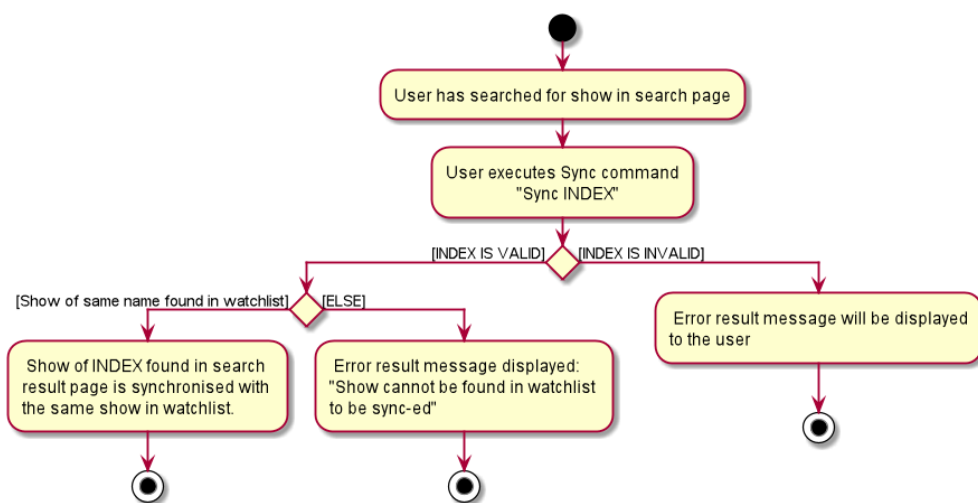 User has searched for show in search page
User executes Sync command
"Sync INDEX"
[INDEX IS VALID]
[INDEX IS INVALID]
[Show of same name found in watchlist]
[ELSE]
Show of INDEX found in search
result page is synchronised with
the same show in watchlist.
Error result message displayed:
"Show cannot be found in watchlist
to be sync-ed"
Error result message will be displayed
to the user